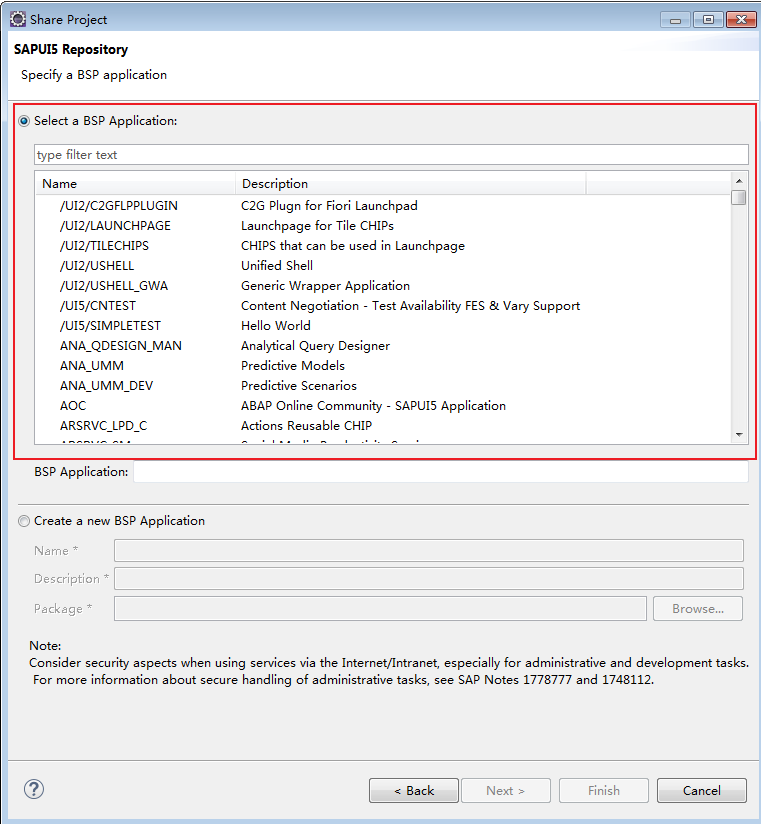 Share Project
SAPUI5 Repository
Specify a BSP application
Select a BSP Application:
type filter text
Name Description
/UI2/C2GFLPPLUGIN C2G Plugn for Fiori Launchpad
/UI2/LAUNCHPAGE Launchpage for Tile CHIPs
/UI2/TILECHIPS CHIPS that can be used in Launchpage
/UI2/USHELL Unified Shell
/UI2/USHELL_GWA Generic Wrapper Application
/UI5/CNTEST Content Negotiation - Test Availability FES & Vary Support
/UI5/SIMPLETEST Hello World
ANA_QDESIGN_MAN Analytical Query Designer
ANA_UMM Predictive Models
ANA_UMM_DEV Predictive Scenarios
AOC ABAP Online Community - SAPUI5 Application
ARSRVC_LPD_C Actions Reusable CHIP
BSP Application:
Create a new BSP Application
Name *
Description *
Package * Browse...
Note:
Consider security aspects when using services via the Internet/Intranet, especially for administrative and development tasks.
For more information about secure handling of administrative tasks, see SAP Notes 1778777 and 1748112.
? < Back Next > Finish Cancel